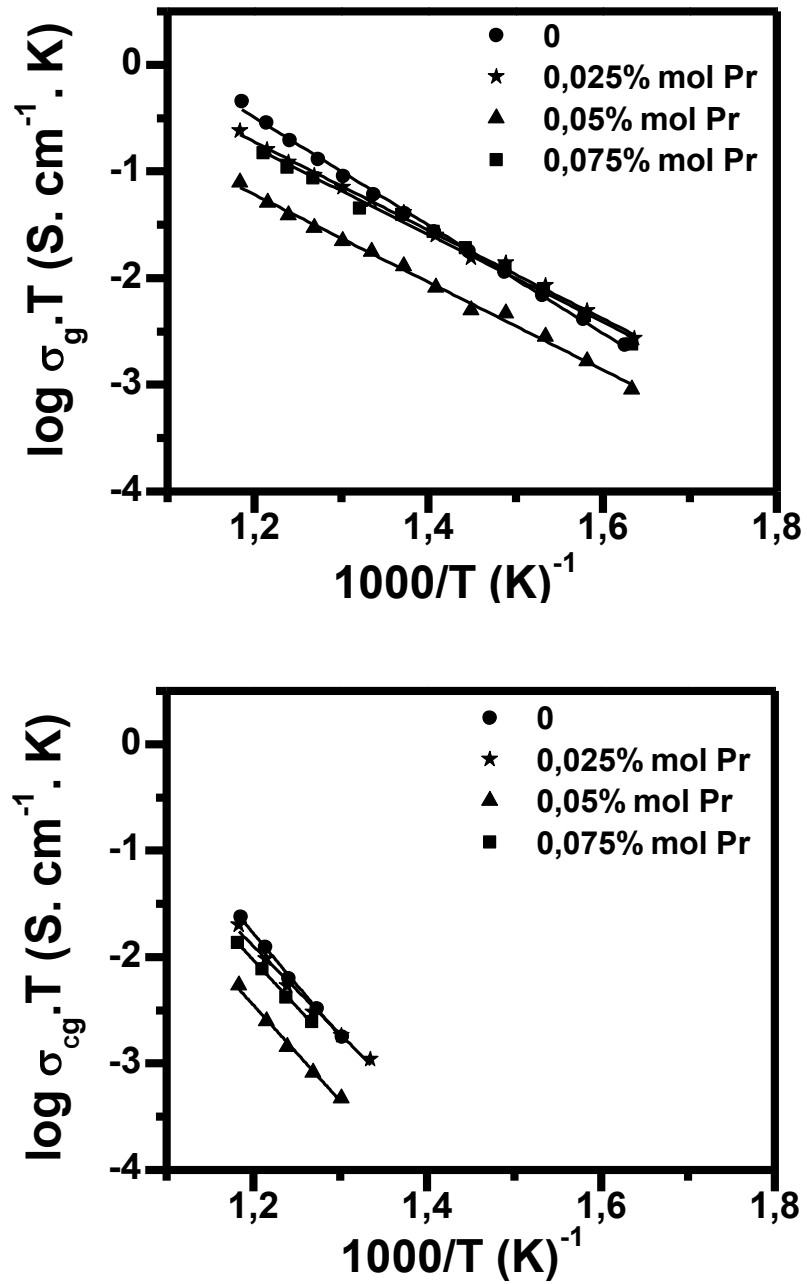 0
0,025% mol Pr
0,05% mol Pr
0,075% mol Pr
0
-1
-2
-3
-4
log σg.T (S. cm-1 . K)
1,2 1,4 1,6 1,8
1000/T (K)-1
0
0,025% mol Pr
0,05% mol Pr
0,075% mol Pr
0
-1
-2
-3
-4
log σcg.T (S. cm-1 . K)
1,2 1,4 1,6 1,8
1000/T (K)-1